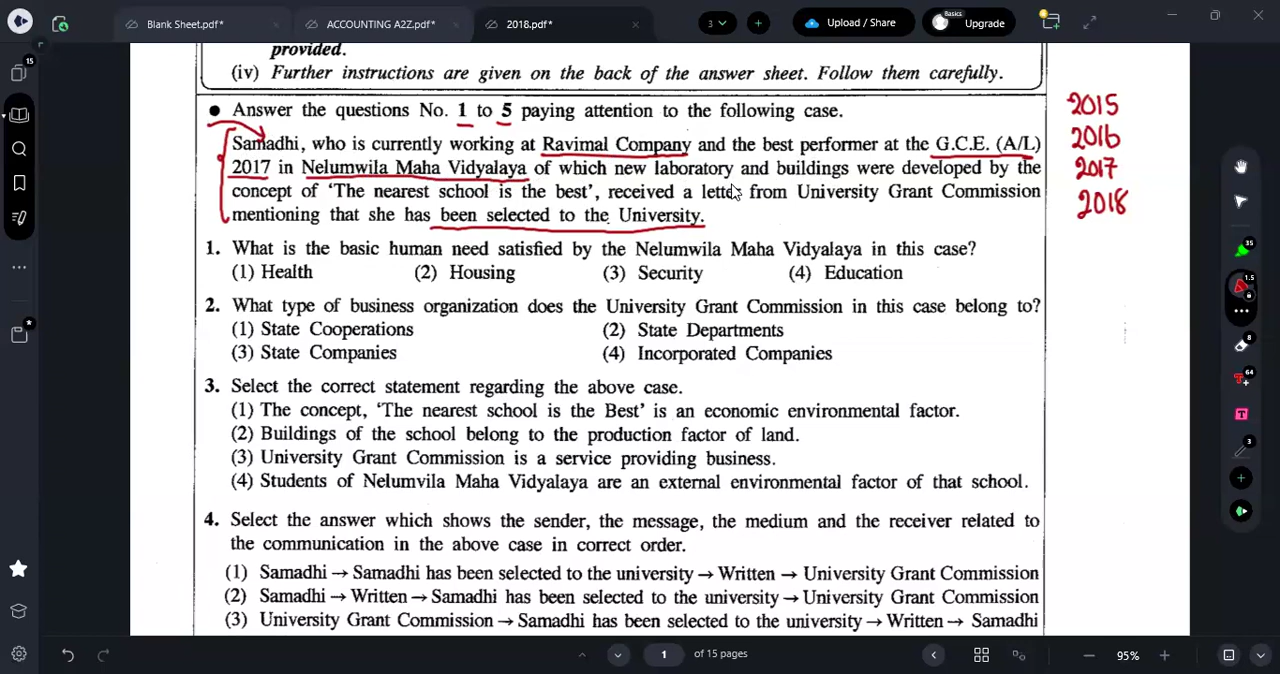 Blank Sheet.pdf*
ACCOUNTING A2Z.pdf*
2018.pdf*
3
Upload / Share
Basics
Upgrade
provided.
(iv) Further instructions are given on the back of the answer sheet. Follow them carefully.
● Answer the questions No. 1 to 5 paying attention to the following case.
Samadhi, who is currently working at Ravimal Company and the best performer at the G.C.E. (A/L)
2017 in Nelumwila Maha Vidyalaya of which new laboratory and buildings were developed by the
concept of 'The nearest school is the best', received a letter from University Grant Commission
mentioning that she has been selected to the University.
2015
2016
2017
2018
1. What is the basic human need satisfied by the Nelumwila Maha Vidyalaya in this case?
(1) Health (2) Housing (3) Security (4) Education
2. What type of business organization does the University Grant Commission in this case belong to?
(1) State Cooperations (2) State Departments
(3) State Companies (4) Incorporated Companies
3. Select the correct statement regarding the above case.
(1) The concept, 'The nearest school is the Best' is an economic environmental factor.
(2) Buildings of the school belong to the production factor of land.
(3) University Grant Commission is a service providing business.
(4) Students of Nelumvila Maha Vidyalaya are an external environmental factor of that school.
4. Select the answer which shows the sender, the message, the medium and the receiver related to
the communication in the above case in correct order.
(1) Samadhi → Samadhi has been selected to the university → Written → University Grant Commission
(2) Samadhi → Written → Samadhi has been selected to the university → University Grant Commission
(3) University Grant Commission → Samadhi has been selected to the university → Written → Samadhi
15
35
1.5
8
64
3
1 of 15 pages
95%